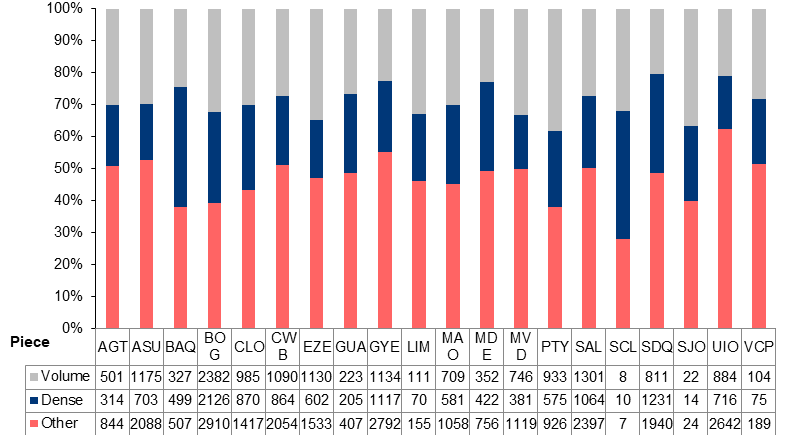 100%
90%
80%
70%
60%
50%
40%
30%
20%
10%
0%
Piece
AGT ASU BAQ BO G CLO CW B EZE GUA GYE LIM MA O MD E MV D PTY SAL SCL SDQ SJO UIO VCP
Volume 501 1175 327 2382 985 1090 1130 223 1134 111 709 352 746 933 1301 8 811 22 884 104
Dense 314 703 499 2126 870 864 602 205 1117 70 581 422 381 575 1064 10 1231 14 716 75
Other 844 2088 507 2910 1417 2054 1533 407 2792 155 1058 756 1119 926 2397 7 1940 24 2642 189